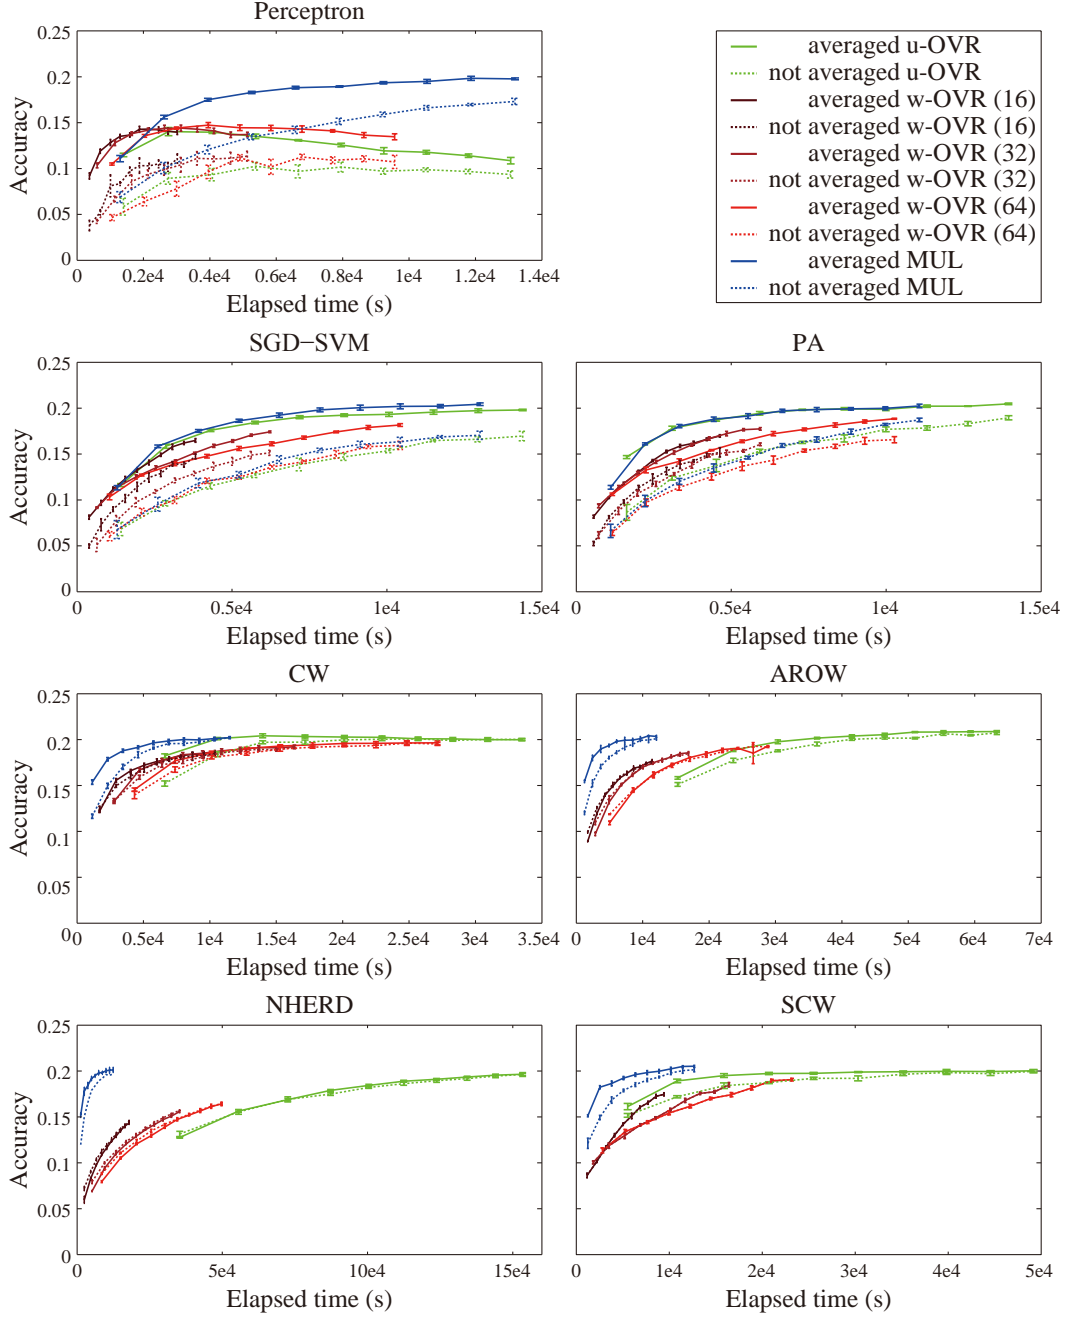 Perceptron
0.25
0.2
0.15
0.1
0.05
0
Accuracy
0.2e4 0.4e4 0.6e4 0.8e4 1e4 1.2e4 1.4e4
Elapsed time (s)
averaged u-OVR
not averaged u-OVR
averaged w-OVR (16)
not averaged w-OVR (16)
averaged w-OVR (32)
not averaged w-OVR (32)
averaged w-OVR (64)
not averaged w-OVR (64)
averaged MUL
not averaged MUL
SGD−SVM
0.25
0.2
0.15
0.1
0.05
0
Accuracy
0 0.5e4 1e4 1.5e4
Elapsed time (s)
PA
0 0.5e4 1e4 1.5e4
Elapsed time (s)
CW
0.25
0.2
0.15
0.1
0.05
0
Accuracy
0 0.5e4 1e4 1.5e4 2e4 2.5e4 3e4 3.5e4
Elapsed time (s)
AROW
0 1e4 2e4 3e4 4e4 5e4 6e4 7e4
Elapsed time (s)
NHERD
0.25
0.2
0.15
0.1
0.05
0
Accuracy
0 5e4 10e4 15e4
Elapsed time (s)
SCW
0 1e4 2e4 3e4 4e4 5e4
Elapsed time (s)